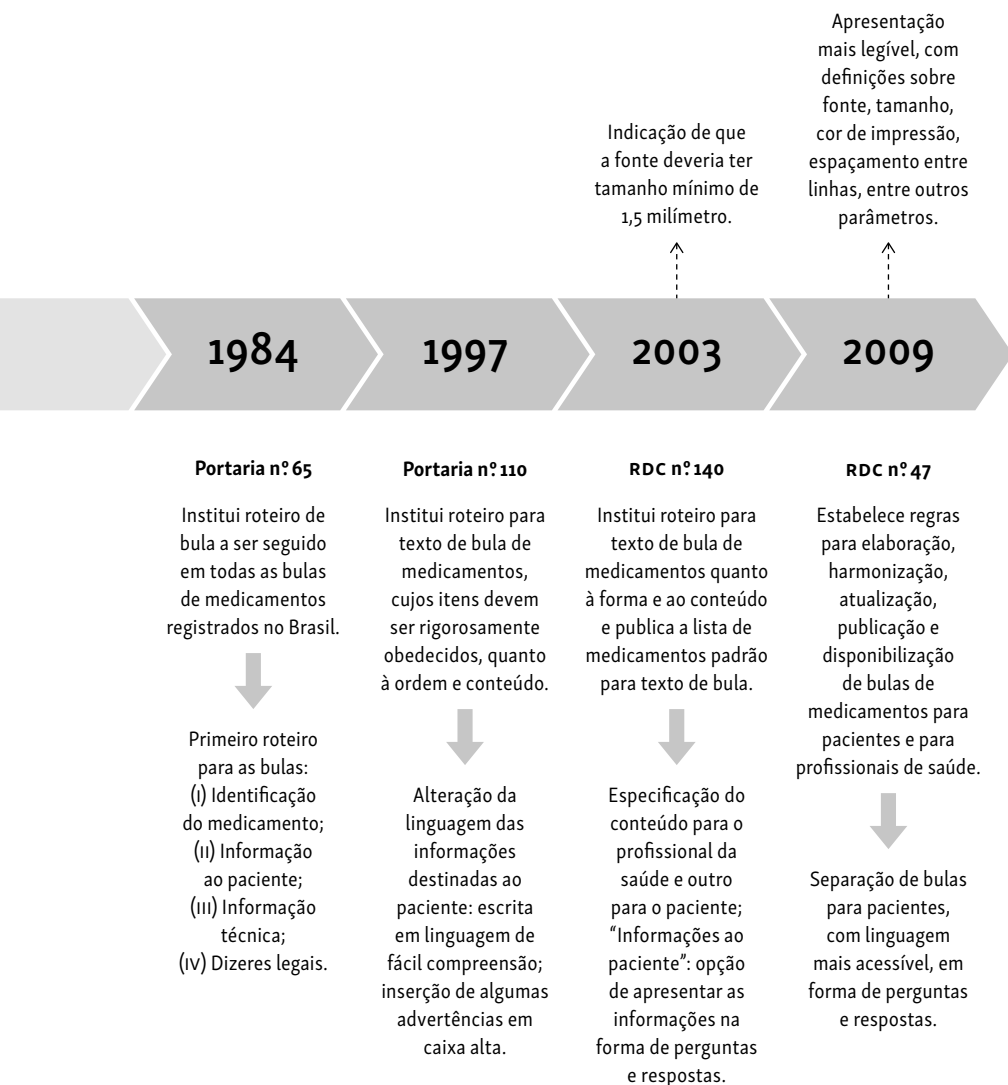 Apresentação
mais legível, com
definições sobre
fonte, tamanho,
cor de impressão,
espaçamento entre
linhas, entre outros
parâmetros.
Indicação de que
a fonte deveria ter
tamanho mínimo de
1,5 milímetro.
1984
1997
2003
2009
Portaria nº 65
Institui roteiro de
bula a ser seguido
em todas as bulas
de medicamentos
registrados no Brasil.
Primeiro roteiro
para as bulas:
(I) Identificação
do medicamento;
(II) Informação
ao paciente;
(III) Informação
técnica;
(IV) Dizeres legais.
Portaria nº 110
Institui roteiro para
texto de bula de
medicamentos,
cujos itens devem
ser rigorosamente
obedecidos, quanto
à ordem e conteúdo.
Alteração da
linguagem das
informações
destinadas ao
paciente: escrita
em linguagem de
fácil compreensão;
inserção de algumas
advertências em
caixa alta.
RDC nº 140
Institui roteiro para
texto de bula de
medicamentos quanto
à forma e ao conteúdo
e publica a lista de
medicamentos padrão
para texto de bula.
Especificação do
conteúdo para o
profissional da
saúde e outro
para o paciente;
“Informações ao
paciente”: opção
de apresentar as
informações na
forma de perguntas
e respostas.
RDC nº 47
Estabelece regras
para elaboração,
harmonização,
atualização,
publicação e
disponibilização
de bulas de
medicamentos para
pacientes e para
profissionais de saúde.
Separação de bulas
para pacientes,
com linguagem
mais acessível, em
forma de perguntas
e respostas.